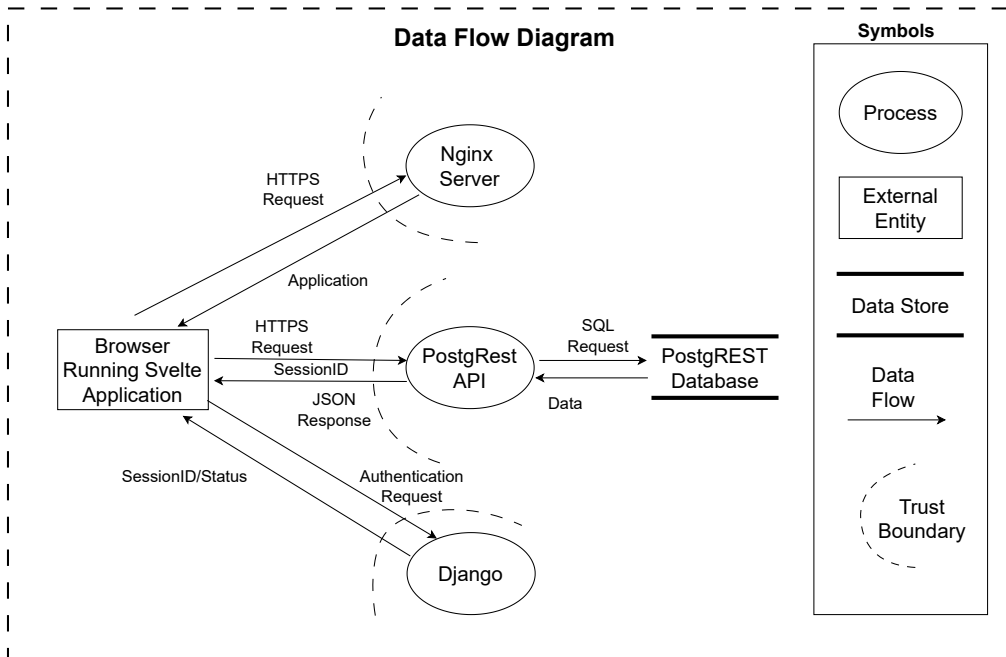 Data Flow Diagram
Nginx
Server
HTTPS
Request
Application
Browser
Running Svelte
Application
HTTPS
Request
SessionID
JSON
Response
PostgRest
API
SQL
Request
Data
PostgREST
Database
SessionID/Status
Authentication
Request
Django
Symbols
Process
External
Entity
Data Store
Data
Flow
Trust
Boundary